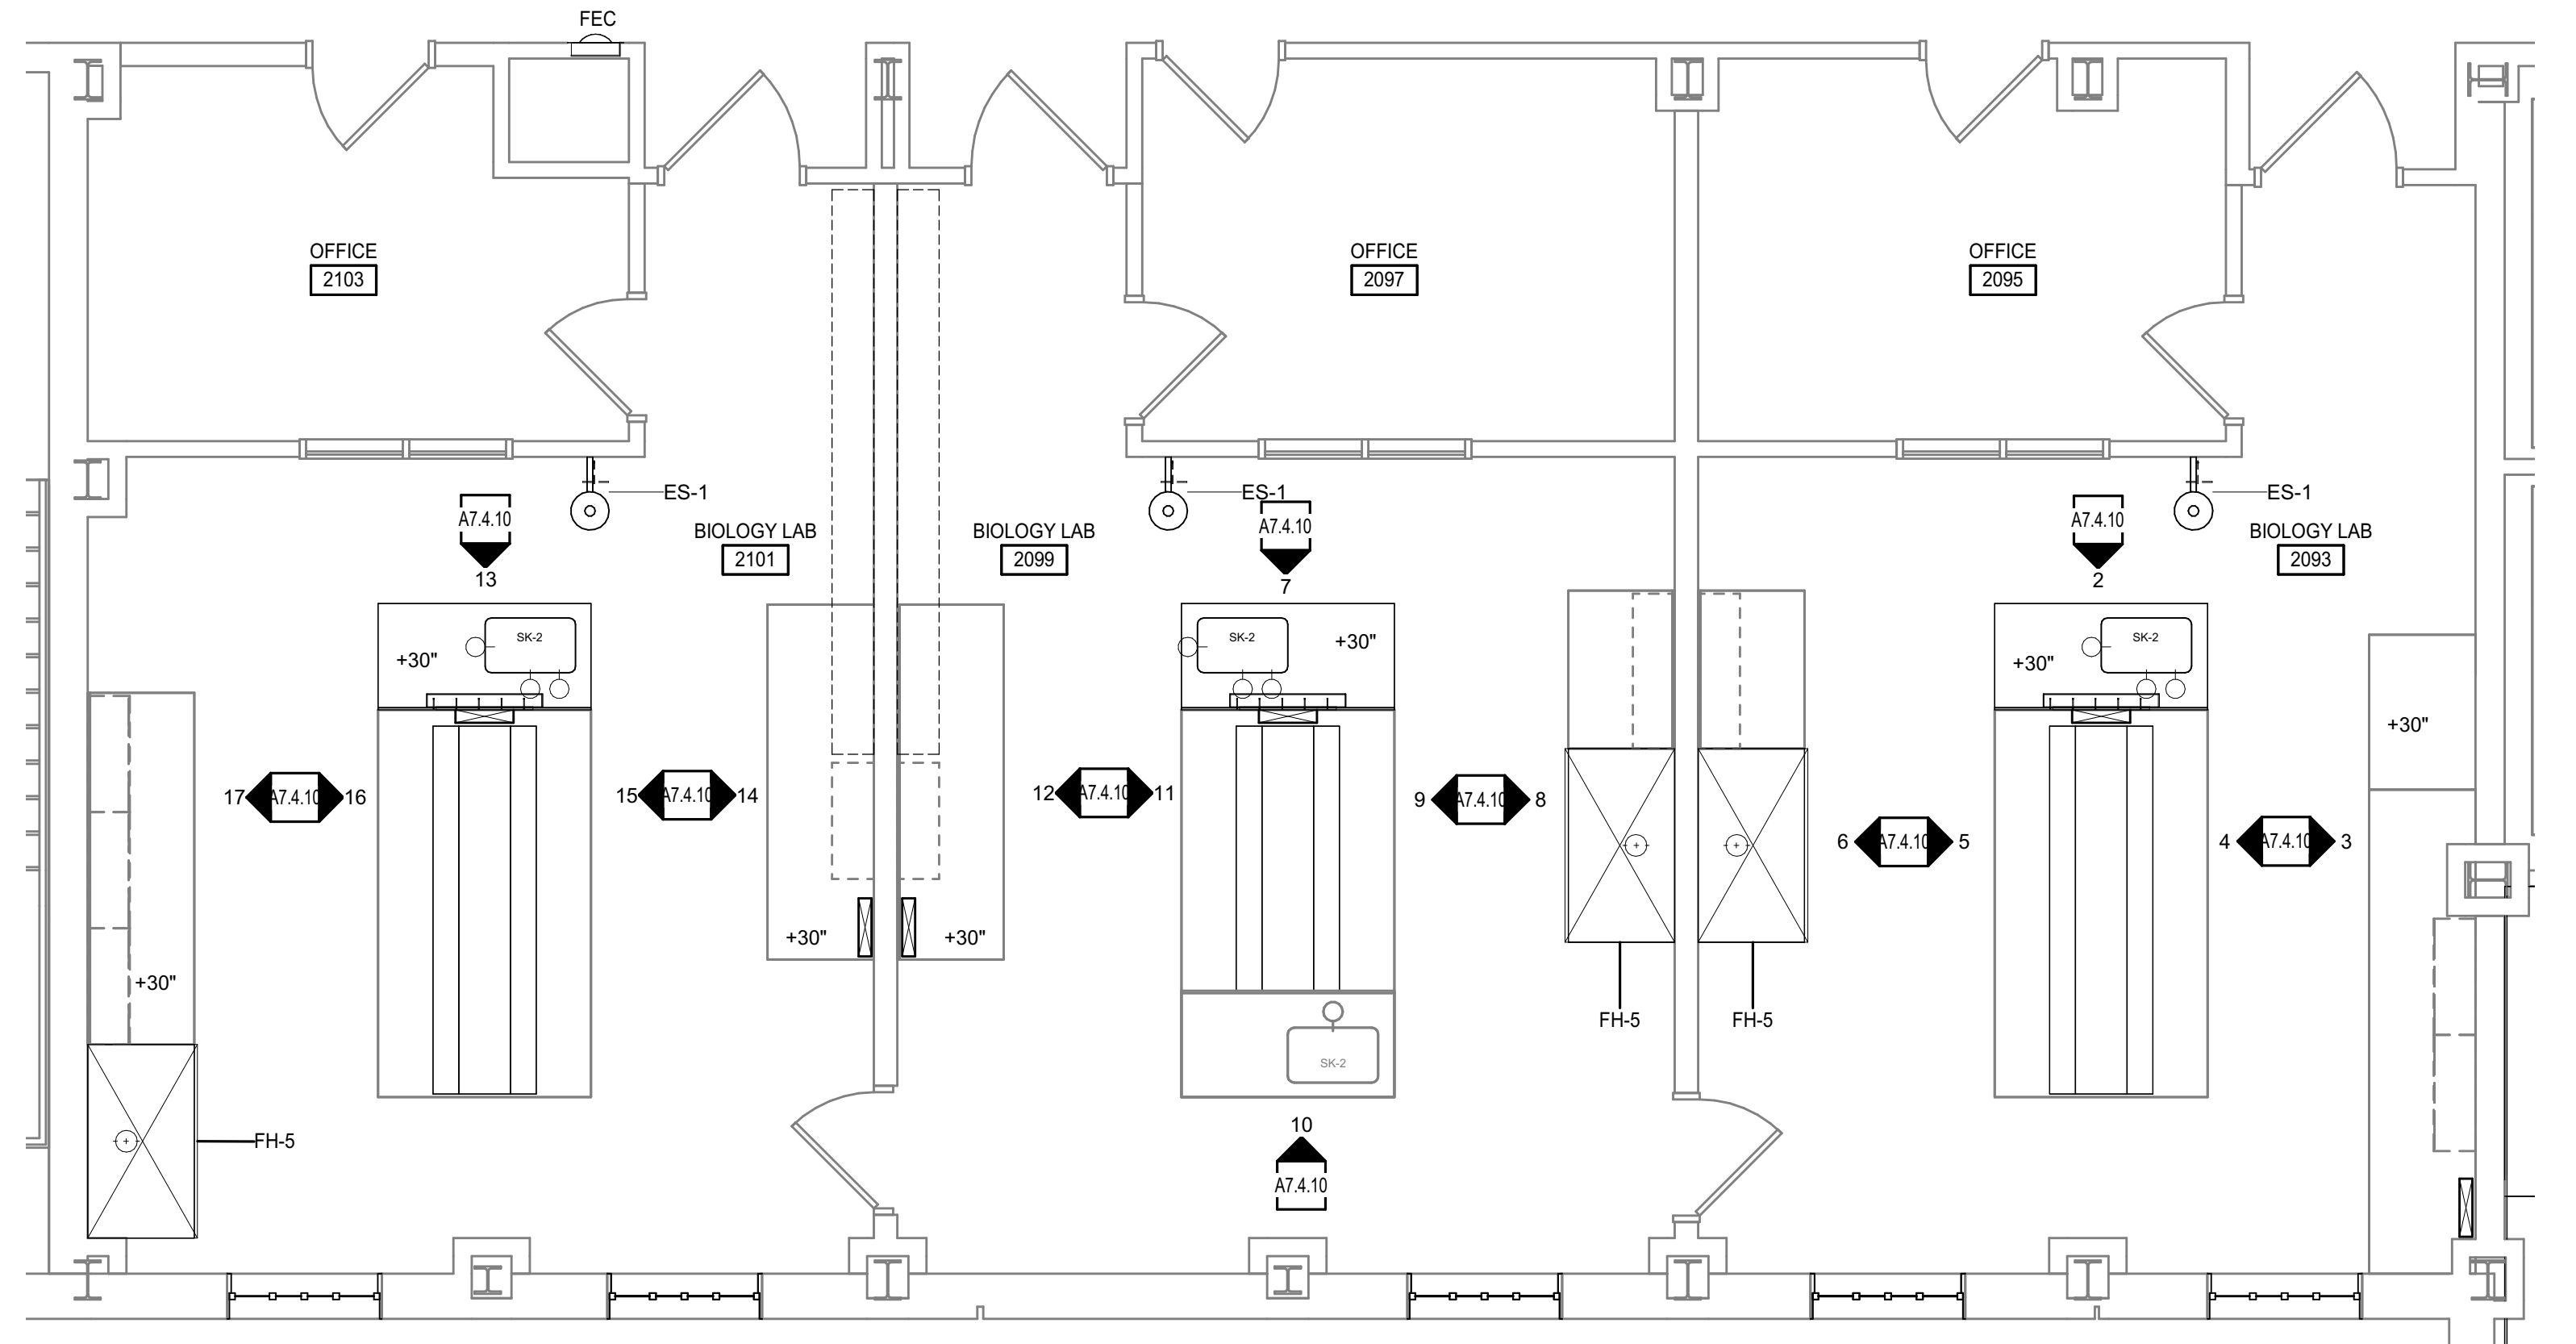 FEC
OFFICE
2103
OFFICE
2097
OFFICE
2095
ES-1
ES-1
ES-1
A7.4.10
13
BIOLOGY LAB
2101
BIOLOGY LAB
2099
A7.4.10
7
A7.4.10
2
BIOLOGY LAB
2093
SK-2
+30"
SK-2
+30"
SK-2
+30"
+30"
17 A7.4.10 16
15 A7.4.10 14
12 A7.4.10 11
9 A7.4.10 8
6 A7.4.10 5
4 A7.4.10 3
+30"
+30"
+30"
FH-5
FH-5
SK-2
FH-5
10
A7.4.10